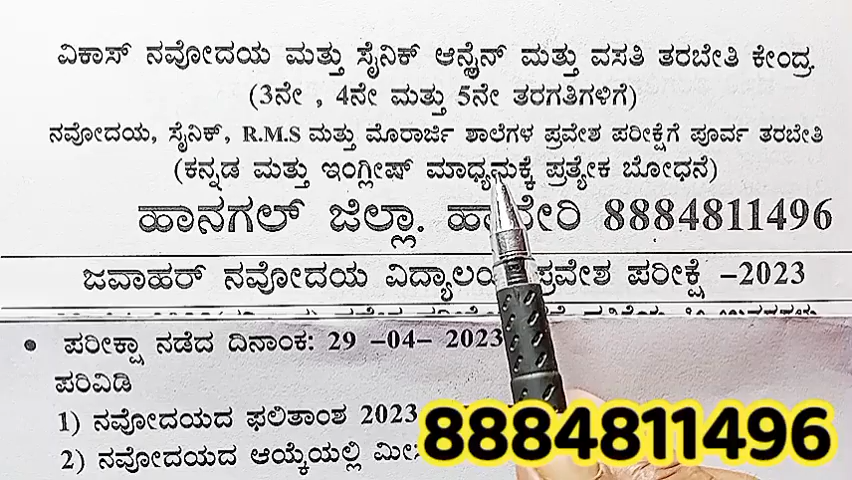 ವಿಕಾಸ್ ನವೋದಯ ಮತ್ತು ಸೈನಿಕ್ ಆನ್ಲೈನ್ ಮತ್ತು ವಸತಿ ತರಬೇತಿ ಕೇಂದ್ರ
(3ನೇ , 4ನೇ ಮತ್ತು 5ನೇ ತರಗತಿಗಳಿಗೆ)
ನವೋದಯ, ಸೈನಿಕ್, R.M.S ಮತ್ತು ಮೊರಾರ್ಜಿ ಶಾಲೆಗಳ ಪ್ರವೇಶ ಪರೀಕ್ಷೆಗೆ ಪೂರ್ವ ತರಬೇತಿ
(ಕನ್ನಡ ಮತ್ತು ಇಂಗ್ಲೀಷ್ ಮಾಧ್ಯಮಕ್ಕೆ ಪ್ರತ್ಯೇಕ ಬೋಧನೆ)
ಹಾನಗಲ್ ಜಿಲ್ಲಾ. 8884811496
ಜವಾಹರ್ ನವೋದಯ ವಿದ್ಯಾಲಯ ಪ್ರವೇಶ ಪರೀಕ್ಷೆ -2023
• ಪರೀಕ್ಷಾ ನಡೆದ ದಿನಾಂಕ: 29 -04- 2023
ಪರಿವಿಡಿ
1) ನವೋದಯದ ಫಲಿತಾಂಶ 2023
2) ನವೋದಯದ ಆಯ್ಕೆಯಲ್ಲಿ
8884811496